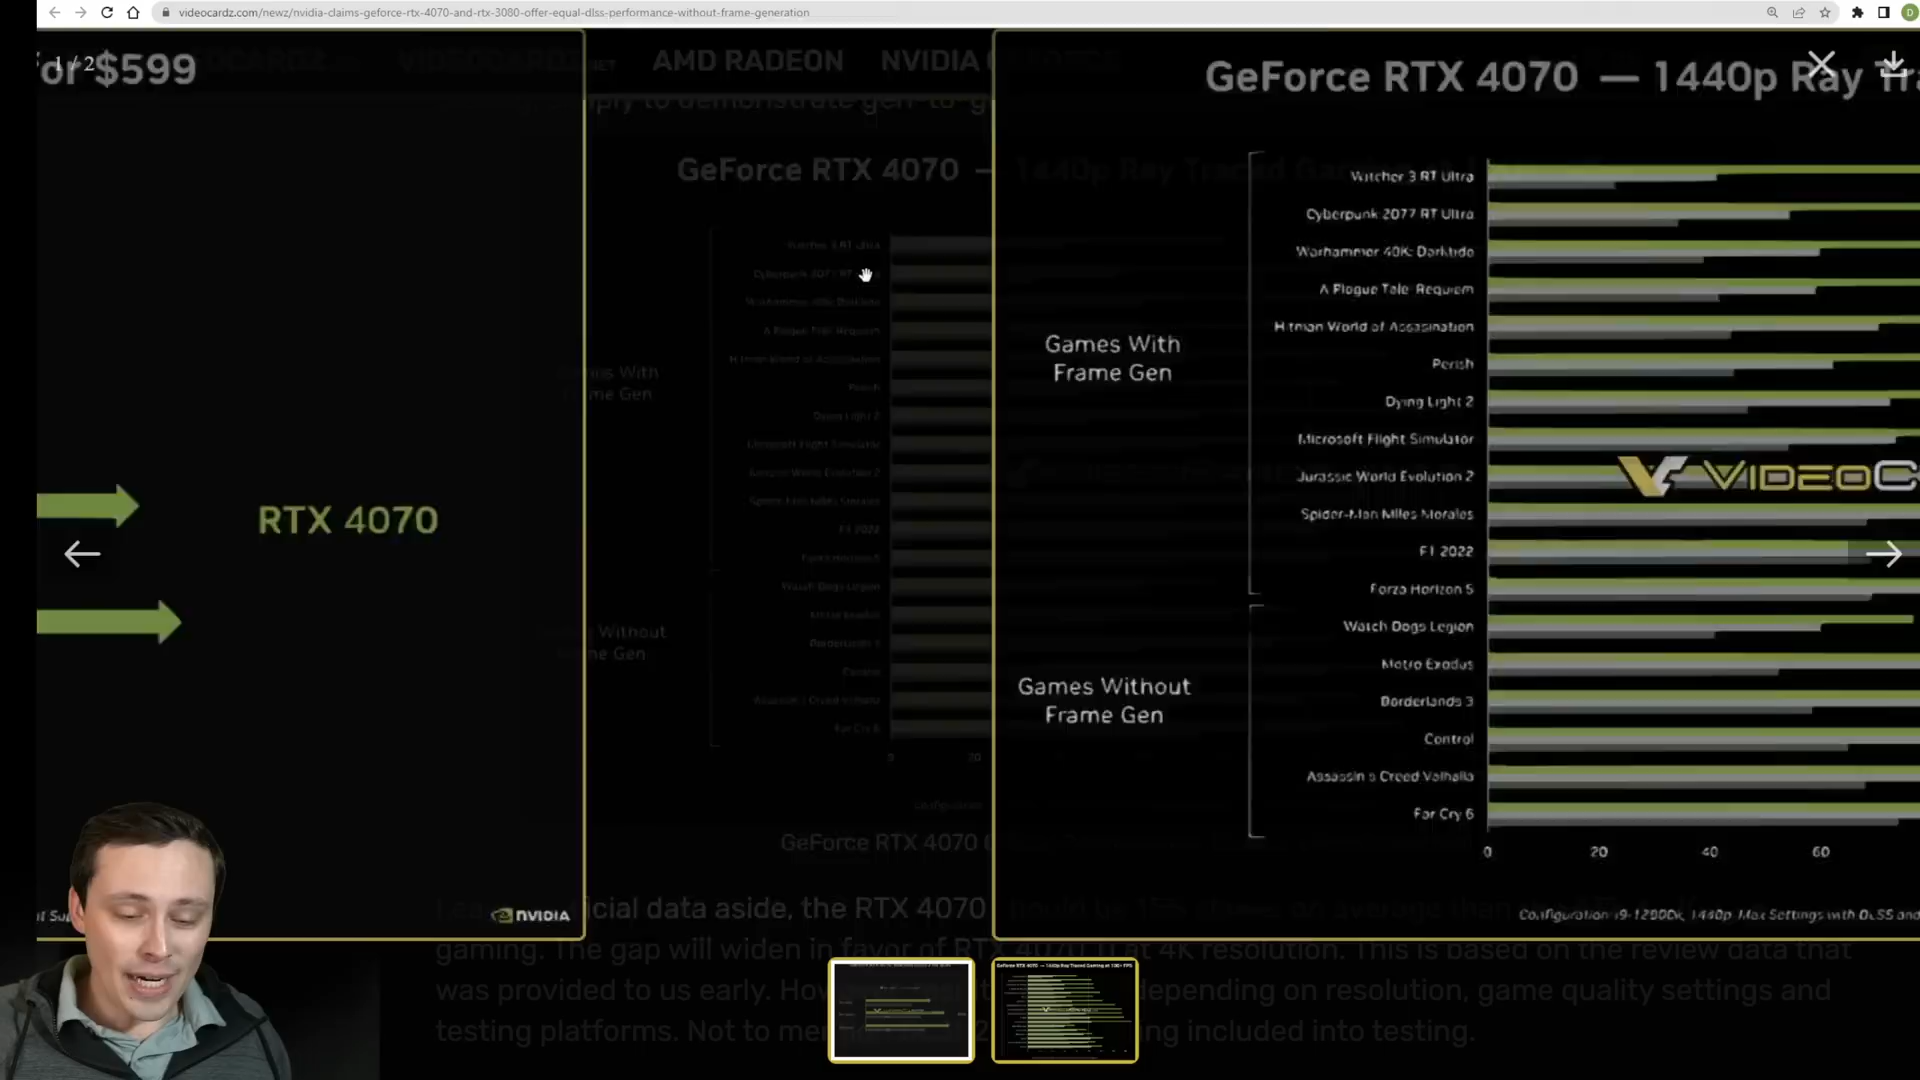 videocardz.com/newz/nvidia-claims-geforce-rtx-4070-and-rtx-3080-offer-equal-dlss-performance-without-frame-generation
D
1 / 2
or $599
AMD RADEON
NVIDIA
GeForce RTX 4070 —
GeForce RTX 4070 — 1440p Ray Tra
RTX 4070
NVIDIA
Games With
Frame Gen
Games Without
Frame Gen
Witcher 3 RT Ultra
Cyberpunk 2077 RT Ultra
Warhammer 40K: Darktide
A Plague Tale: Requiem
Hitman World of Assassination
Perish
Dying Light 2
Microsoft Flight Simulator
Jurassic World Evolution 2
Spider-Man Miles Morales
F1 2022
Forza Horizon 5
Watch Dogs Legion
Metro Exodus
Borderlands 3
Control
Assassin's Creed Valhalla
Far Cry 6
0 20 40 60
VIDEOC
Configuration: i9-12900k, 1440p, Max Settings with DLSS and
GeForce RTX 4070
icial data aside, the RTX 4070
gaming. The gap will widen in favor of RTX 4070 Ti at 4K resolution. This is based on the review data that
was provided to us early. How depending on resolution, game quality settings and
testing platforms. Not to me ng included into testing.